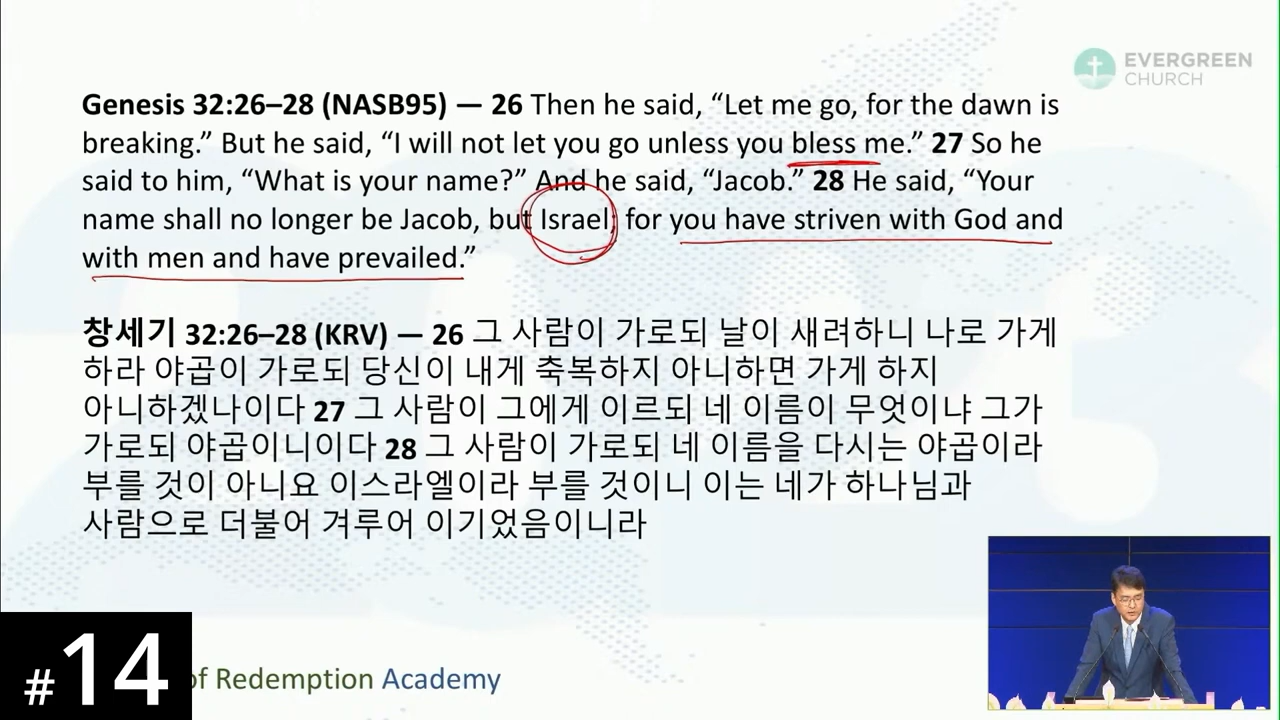 EVERGREEN
CHURCH
Genesis 32:26–28 (NASB95) — 26 Then he said, “Let me go, for the dawn is
breaking.” But he said, “I will not let you go unless you bless me.” 27 So he
said to him, “What is your name?” And he said, “Jacob.” 28 He said, “Your
name shall no longer be Jacob, but Israel; for you have striven with God and
with men and have prevailed.”
창세기 32:26–28 (KRV) — 26 그 사람이 가로되 날이 새려하니 나로 가게
하라 야곱이 가로되 당신이 내게 축복하지 아니하면 가게 하지
아니하겠나이다 27 그 사람이 그에게 이르되 네 이름이 무엇이냐 그가
가로되 야곱이니이다 28 그 사람이 가로되 네 이름을 다시는 야곱이라
부를 것이 아니요 이스라엘이라 부를 것이니 이는 네가 하나님과
사람으로 더불어 겨루어 이기었음이니라
of Redemption Academy
#14